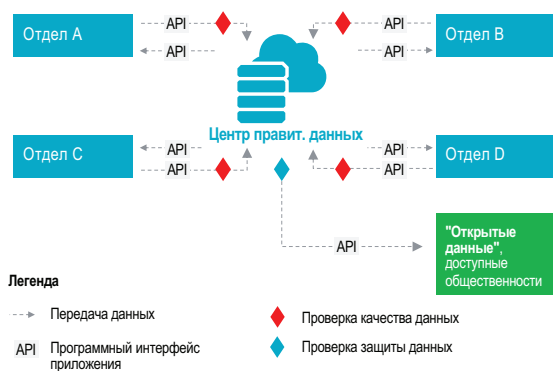 Отдел A
API
API
API
API
Отдел B
Центр правит. данных
Отдел C
API
API
API
API
Отдел D
API
"Открытые
данные",
доступные
общественности
Легенда
Передача данных
Проверка качества данных
API
Программный интерфейс
приложения
Проверка защиты данных